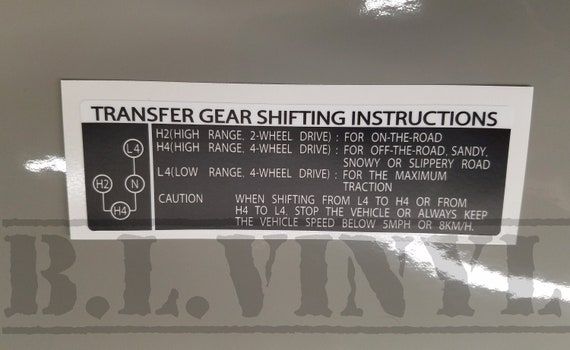 TRANSFER GEAR SHIFTING INSTRUCTIONS
H2(HIGH RANGE, 2-WHEEL DRIVE) : FOR ON-THE-ROAD
H4(HIGH RANGE, 4-WHEEL DRIVE) : FOR OFF-THE-ROAD, SANDY,
SNOWY OR SLIPPERY ROAD
L4(LOW RANGE, 4-WHEEL DRIVE) : FOR THE MAXIMUM
TRACTION
CAUTION WHEN SHIFTING FROM L4 TO H4 OR FROM
H4 TO L4, STOP THE VEHICLE OR ALWAYS KEEP
THE VEHICLE SPEED BELOW 5MPH OR 8KM/H.
L4
H2 N
H4
B.L.VINYL